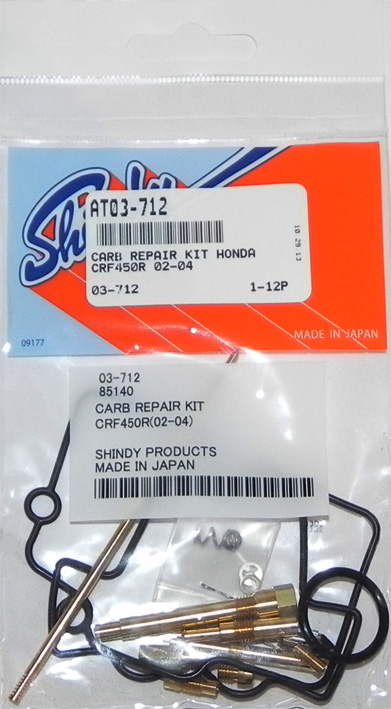 Shindy
AT03-712
CARB REPAIR KIT HONDA
CRF450R 02-04
03-712 1-12P
10.29.13
09177
MADE IN JAPAN
03-712
85140
CARB REPAIR KIT
CRF450R(02-04)
SHINDY PRODUCTS
MADE IN JAPAN